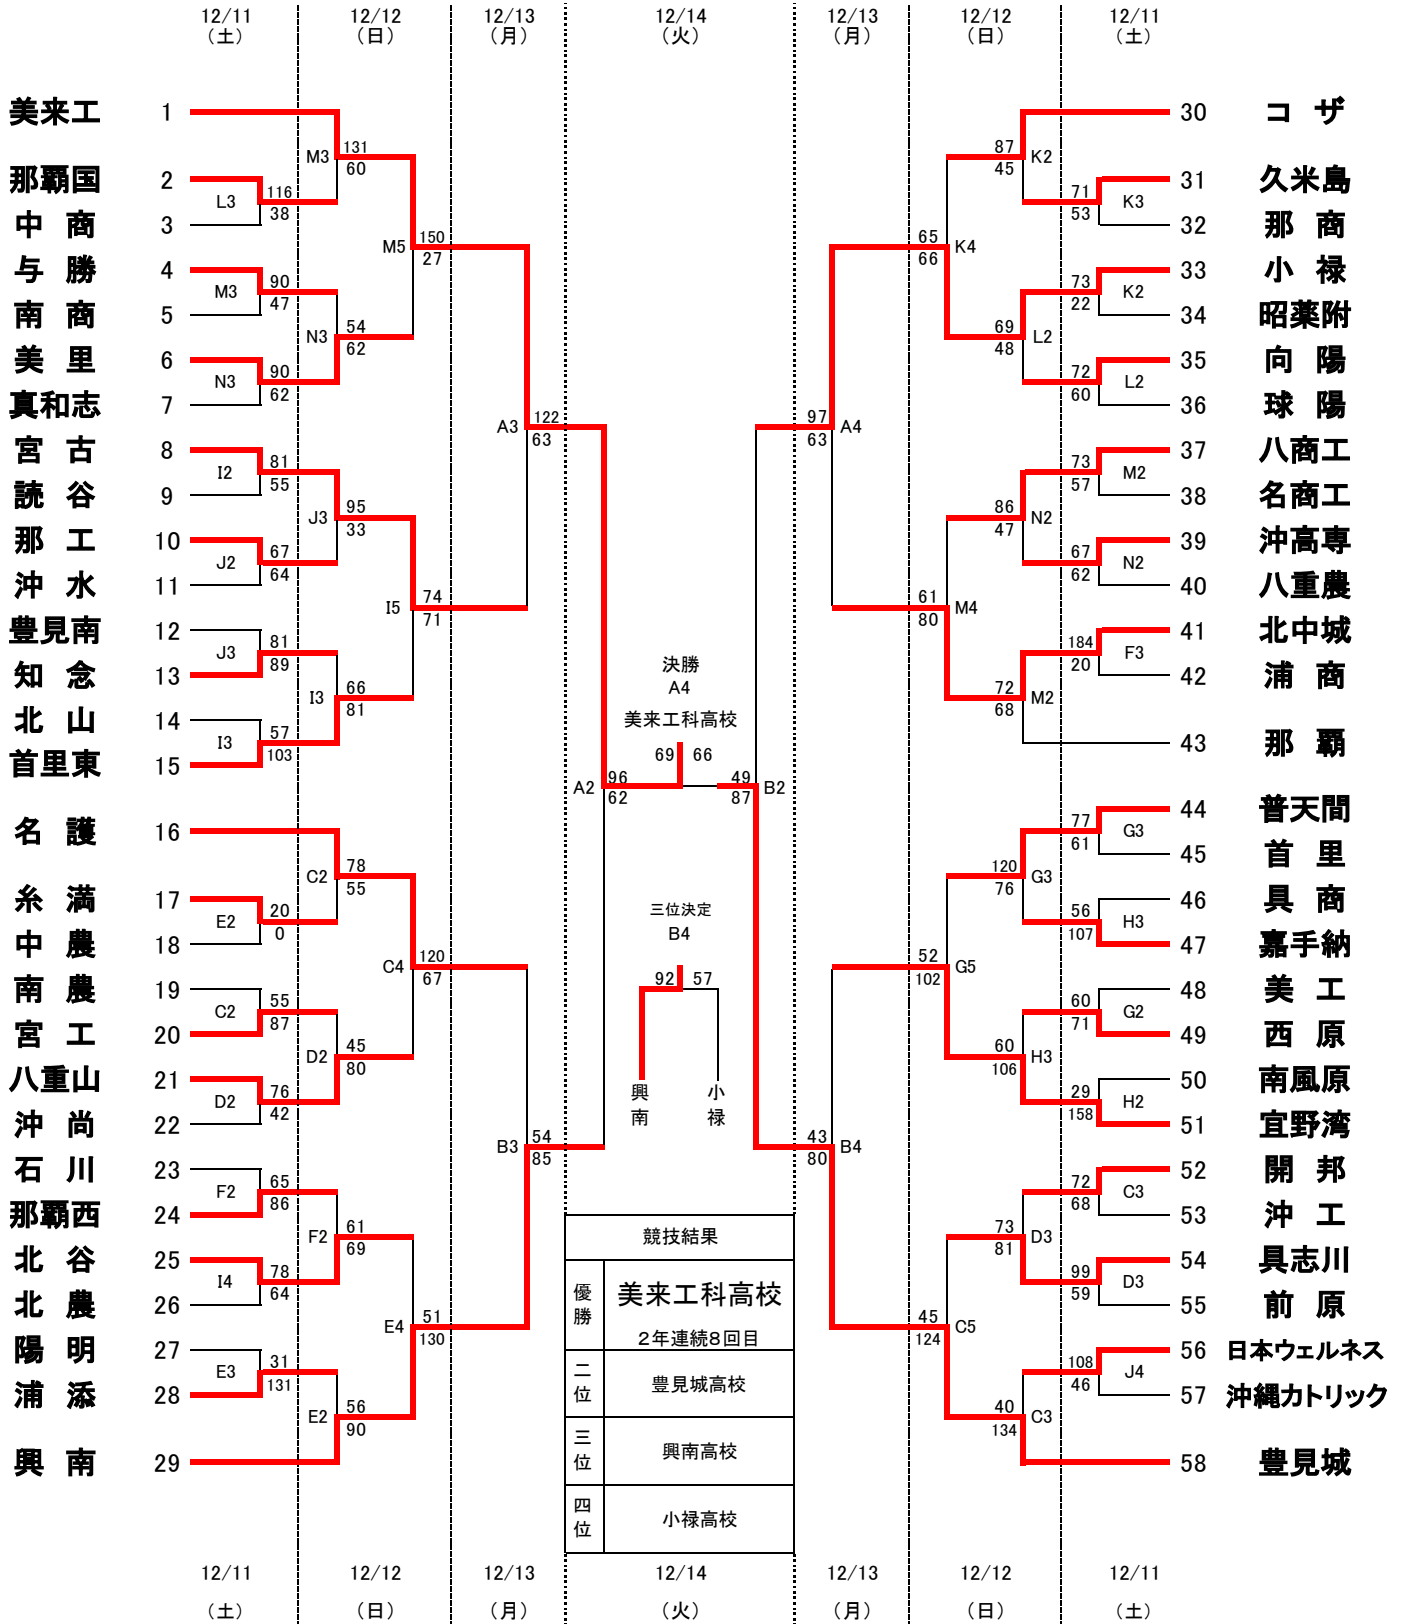 12/11 12/12 12/13 12/14 12/13 12/12 12/11
（土） （日） （月） （火） （月） （日） （土）
美来工 1
那覇国 2
中 商 3
与 勝 4
南 商 5
美 里 6
真和志 7
宮 古 8
読 谷 9
那 工 10
沖 水 11
豊見南 12
知 念 13
北 山 14
首里東 15
名 護 16
糸 満 17
中 農 18
南 農 19
宮 工 20
八重山 21
沖 尚 22
石 川 23
那覇西 24
北 谷 25
北 農 26
陽 明 27
浦 添 28
興 南 29
L3 116 38
M3 90 47
N3 90 62
I2 81 55
J2 67 64
J3 81 89
I3 57 103
E2 20 0
C2 55 87
D2 76 42
F2 65 86
I4 78 64
E3 31 131
M3 131 60
N3 54 62
J3 95 33
I3 66 81
C2 78 55
D2 45 80
F2 61 69
E2 56 90
M5 150 27
I5 74 71
C4 120 67
E4 51 130
A3 122 63
B3 54 85
A2 96 62
決勝
A4
美来工科高校
69 66
三位決定
B4
92 57
興南 小禄
競技結果
優勝 美来工科高校
2年連続8回目
二位 豊見城高校
三位 興南高校
四位 小禄高校
49 87 B2
97 63 A4
43 80 B4
65 66 K4
61 80 M4
52 102 G5
45 124 C5
87 45 K2
69 48 L2
86 47 N2
72 68 M2
120 76 G3
60 106 H3
73 81 D3
40 134 C3
71 53 K3
73 22 K2
72 60 L2
73 57 M2
67 62 N2
184 20 F3
77 61 G3
56 107 H3
60 71 G2
29 158 H2
72 68 C3
99 59 D3
108 46 J4
30 コ ザ
31 久米島
32 那 商
33 小 禄
34 昭薬附
35 向 陽
36 球 陽
37 八商工
38 名商工
39 沖高専
40 八重農
41 北中城
42 浦 商
43 那 覇
44 普天間
45 首 里
46 具 商
47 嘉手納
48 美 工
49 西 原
50 南風原
51 宜野湾
52 開 邦
53 沖 工
54 具志川
55 前 原
56 日本ウェルネス
57 沖縄カトリック
58 豊見城
12/11 12/12 12/13 12/14 12/13 12/12 12/11
（土） （日） （月） （火） （月） （日） （土）